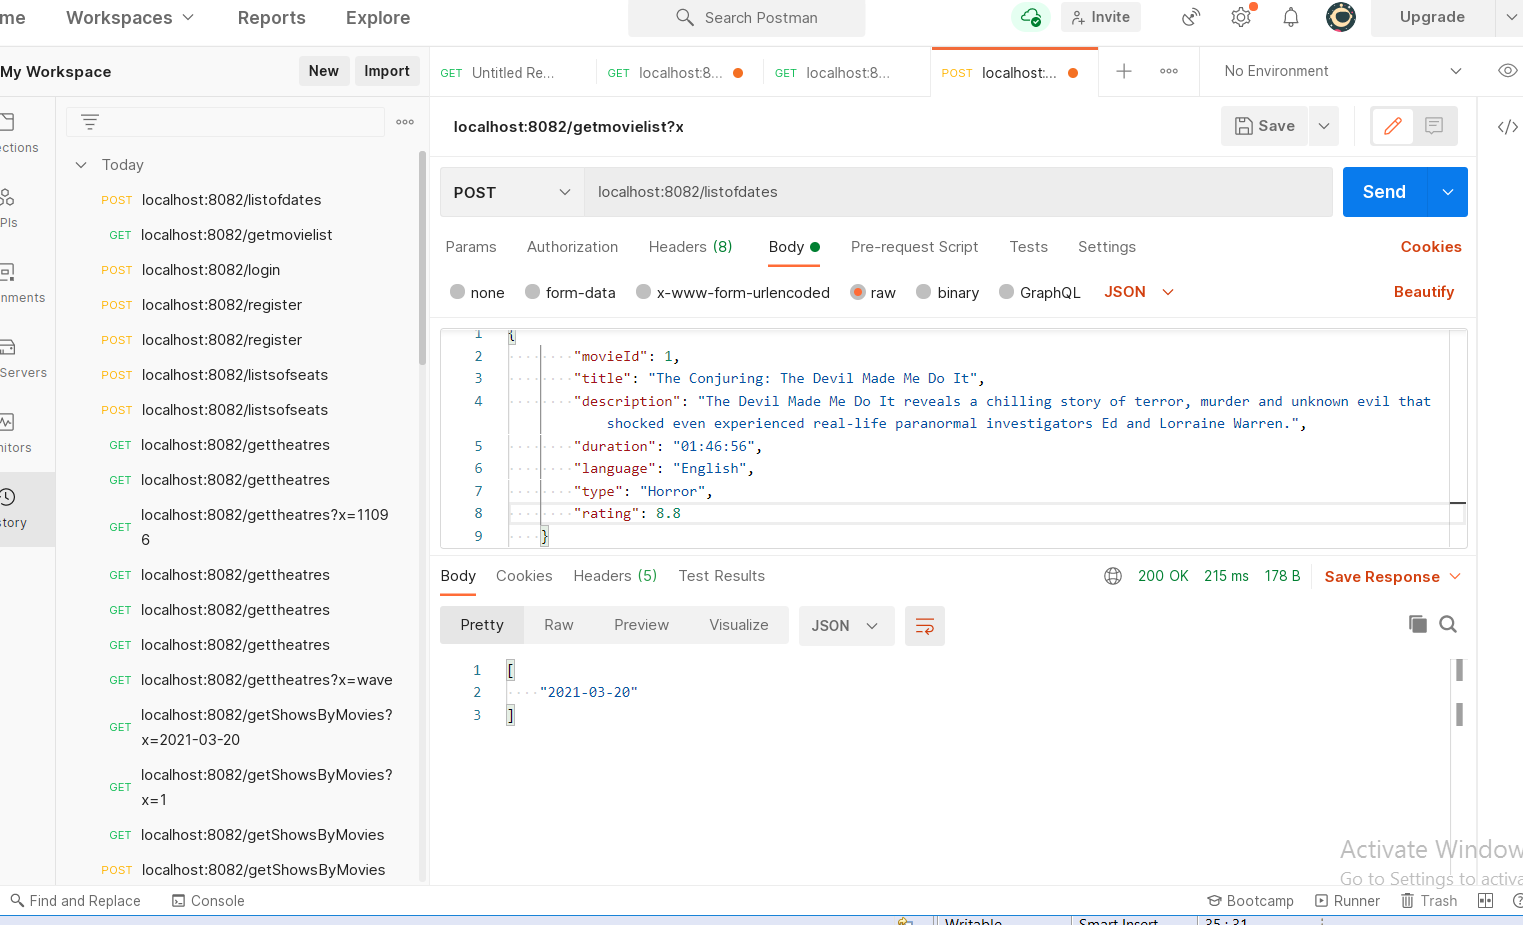 me Workspaces Reports Explore Search Postman Invite Upgrade
My Workspace New Import
GET Untitled Re... GET localhost:8... GET localhost:8... POST localhost:... No Environment
ections
PIs
nments
Servers
nitors
story
Today
POST localhost:8082/listofdates
GET localhost:8082/getmovielist
POST localhost:8082/login
POST localhost:8082/register
POST localhost:8082/register
POST localhost:8082/listsofseats
POST localhost:8082/listsofseats
GET localhost:8082/gettheatres
GET localhost:8082/gettheatres
GET localhost:8082/gettheatres?x=1109
6
GET localhost:8082/gettheatres
GET localhost:8082/gettheatres
GET localhost:8082/gettheatres
GET localhost:8082/gettheatres?x=wave
GET localhost:8082/getShowsByMovies?
x=2021-03-20
GET localhost:8082/getShowsByMovies?
x=1
GET localhost:8082/getShowsByMovies
POST localhost:8082/getShowsByMovies
localhost:8082/getmovielist?x Save
POST localhost:8082/listofdates Send
Params Authorization Headers (8) Body Pre-request Script Tests Settings Cookies
none form-data x-www-form-urlencoded raw binary GraphQL JSON Beautify
1 {
2 "movieId": 1,
3 "title": "The Conjuring: The Devil Made Me Do It",
4 "description": "The Devil Made Me Do It reveals a chilling story of terror, murder and unknown evil that
shocked even experienced real-life paranormal investigators Ed and Lorraine Warren.",
5 "duration": "01:46:56",
6 "language": "English",
7 "type": "Horror",
8 "rating": 8.8
9 }
Body Cookies Headers (5) Test Results 200 OK 215 ms 178 B Save Response
Pretty Raw Preview Visualize JSON
1 [
2 "2021-03-20"
3 ]
Activate Window
Go to Settings to activa
Find and Replace Console Bootcamp Runner Trash
Writable Smart Insert 35 : 31